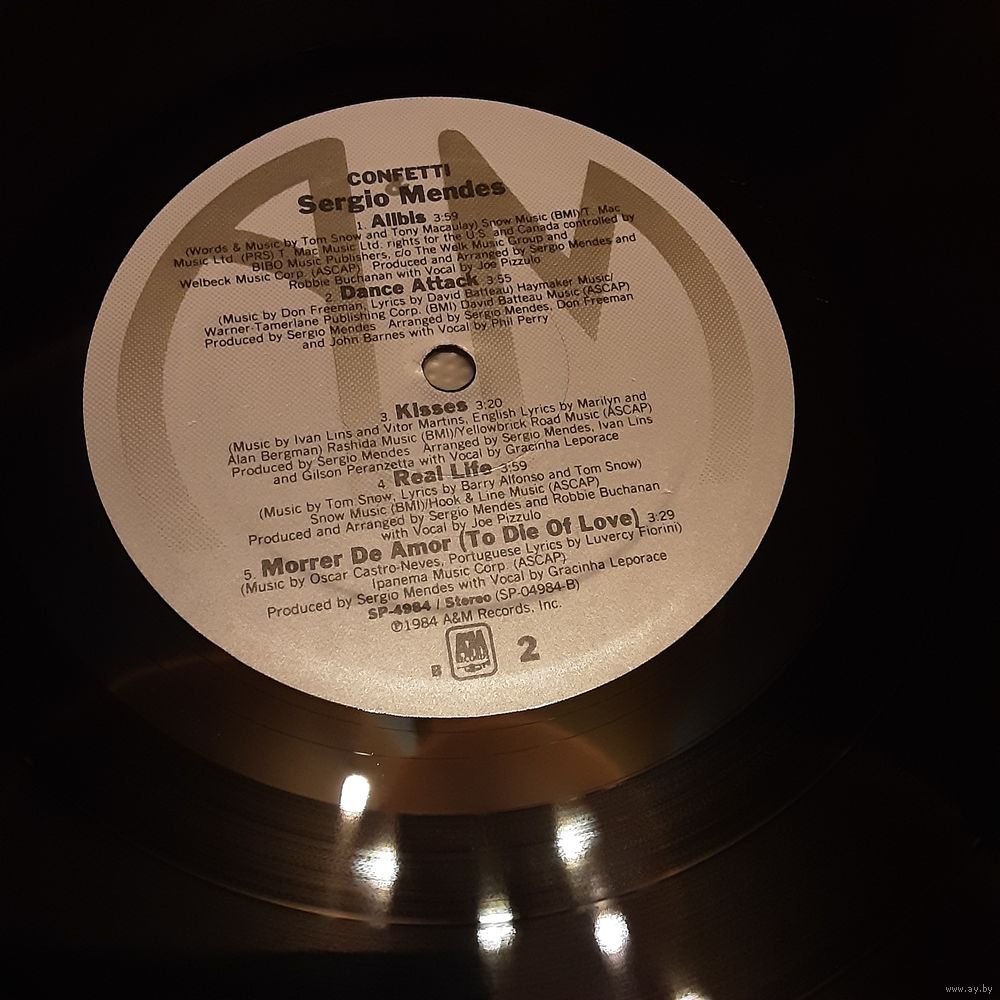 CONFETTI
Sergio Mendes
1. Alibis 3:59
(Words & Music by Tom Snow and Tony Macaulay) Snow Music (BMI)/T. Mac
Music Ltd. (PRS) T. Mac Music Ltd. rights for the U.S. and Canada controlled by
BIBO Music Publishers, c/o The Welk Music Group and
Welbeck Music Corp. (ASCAP) Produced and Arranged by Sergio Mendes and
Robbie Buchanan with Vocal by Joe Pizzulo
2. Dance Attack 3:55
(Music by Don Freeman, Lyrics by David Batteau) Haymaker Music/
Warner-Tamerlane Publishing Corp. (BMI) David Batteau Music (ASCAP)
Produced by Sergio Mendes Arranged by Sergio Mendes, Don Freeman
and John Barnes with Vocal by Phil Perry
3. Kisses 3:20
(Music by Ivan Lins and Vitor Martins, English Lyrics by Marilyn and
Alan Bergman) Rashida Music (BMI)/Yellowbrick Road Music (ASCAP)
Produced by Sergio Mendes Arranged by Sergio Mendes, Ivan Lins
and Gilson Peranzetta with Vocal by Gracinha Leporace
4. Real Life 3:59
(Music by Tom Snow, Lyrics by Barry Alfonso and Tom Snow)
Snow Music (BMI)/Hook & Line Music (ASCAP)
Produced and Arranged by Sergio Mendes and Robbie Buchanan
with Vocal by Joe Pizzulo
5. Morrer De Amor (To Die Of Love) 3:29
(Music by Oscar Castro-Neves, Portuguese Lyrics by Luvercy Fiorini)
Ipanema Music Corp. (ASCAP)
Produced by Sergio Mendes with Vocal by Gracinha Leporace
SP-4984 / Stereo (SP-04984-B)
℗1984 A&M Records, Inc.
B A&M 2
www.ay.by